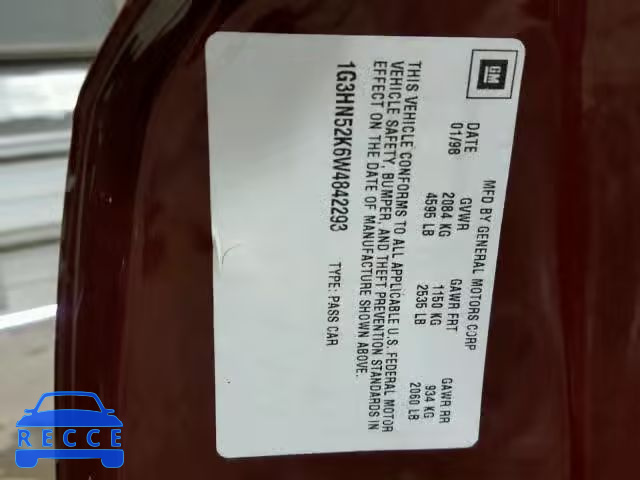 GM
MFD BY GENERAL MOTORS CORP
DATE GVWR GAWR FRT GAWR RR
01/98 2084 KG 1150 KG 934 KG
4595 LB 2535 LB 2060 LB
THIS VEHICLE CONFORMS TO ALL APPLICABLE U.S. FEDERAL MOTOR
VEHICLE SAFETY, BUMPER, AND THEFT PREVENTION STANDARDS IN
EFFECT ON THE DATE OF MANUFACTURE SHOWN ABOVE.
1G3HN52K6W4842293 TYPE: PASS CAR
RECCE